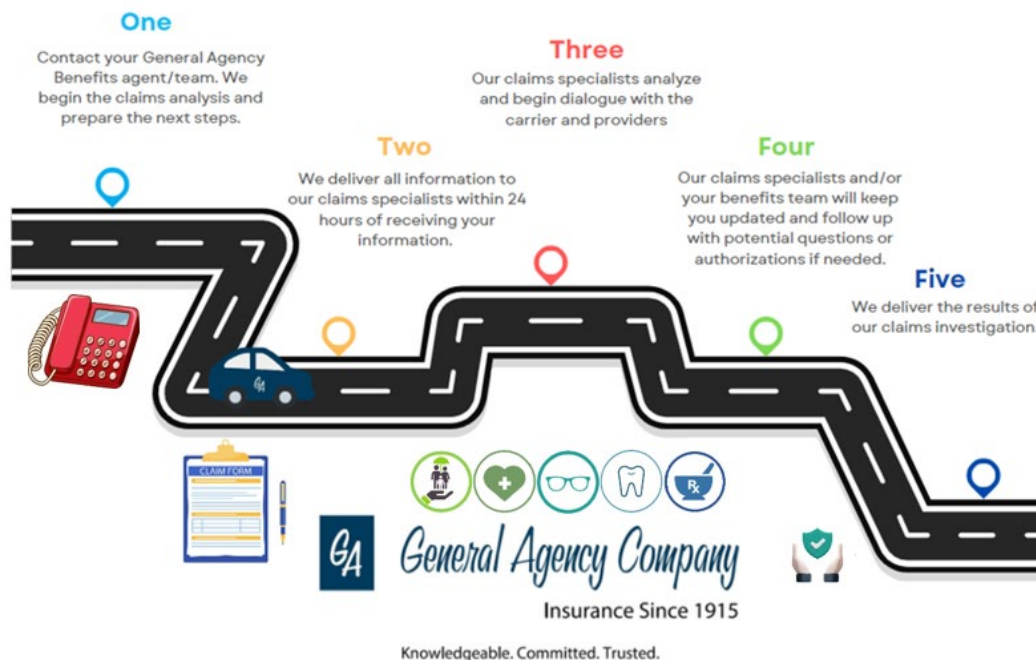 One
Contact your General Agency
Benefits agent/team. We
begin the claims analysis and
prepare the next steps.
Two
We deliver all information to
our claims specialists within 24
hours of receiving your
information.
Three
Our claims specialists analyze
and begin dialogue with the
carrier and providers
Four
Our claims specialists and/or
your benefits team will keep
you updated and follow up
with potential questions or
authorizations if needed.
Five
We deliver the results of
our claims investigation.
GA
CLAIM FORM
Rx
GA
General Agency Company
Insurance Since 1915
Knowledgeable. Committed. Trusted.